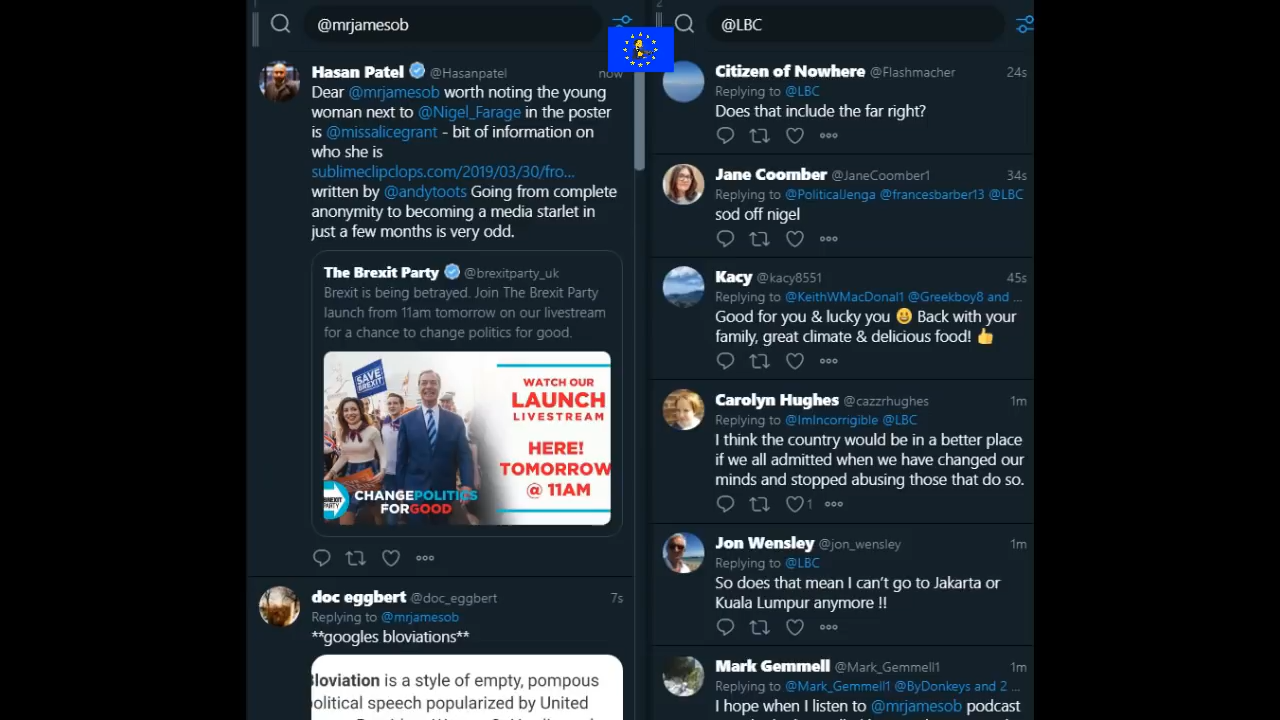 @mrjamesob
Hasan Patel @Hasanpatel now
Dear @mrjamesob worth noting the young
woman next to @Nigel_Farage in the poster
is @missalicegrant - bit of information on
who she is
sublimeclipclops.com/2019/03/30/fro...
written by @andytoots Going from complete
anonymity to becoming a media starlet in
just a few months is very odd.
The Brexit Party @brexitparty_uk
Brexit is being betrayed. Join The Brexit Party
launch from 11am tomorrow on our livestream
for a chance to change politics for good.
SAVE
BREXIT
WATCH OUR
LAUNCH
LIVESTREAM
HERE!
TOMORROW
@ 11AM
BREXIT
PARTY
CHANGEPOLITICS
FORGOOD
doc eggbert @doc_eggbert 7s
Replying to @mrjamesob
**googles bloviations**
Bloviation is a style of empty, pompous
political speech popularized by United
@LBC
Citizen of Nowhere @Flashmacher 24s
Replying to @LBC
Does that include the far right?
Jane Coomber @JaneCoomber1 34s
Replying to @PoliticalJenga @francesbarber13 @LBC
sod off nigel
Kacy @kacy8551 45s
Replying to @KeithWMacDonal1 @Greekboy8 and ...
Good for you & lucky you 😃 Back with your
family, great climate & delicious food! 👍
Carolyn Hughes @cazzrhughes 1m
Replying to @ImIncorrigible @LBC
I think the country would be in a better place
if we all admitted when we have changed our
minds and stopped abusing those that do so.
1
Jon Wensley @jon_wensley 1m
Replying to @LBC
So does that mean I can't go to Jakarta or
Kuala Lumpur anymore !!
Mark Gemmell @Mark_Gemmell1 1m
Replying to @Mark_Gemmell1 @ByDonkeys and 2 ...
I hope when I listen to @mrjamesob podcast